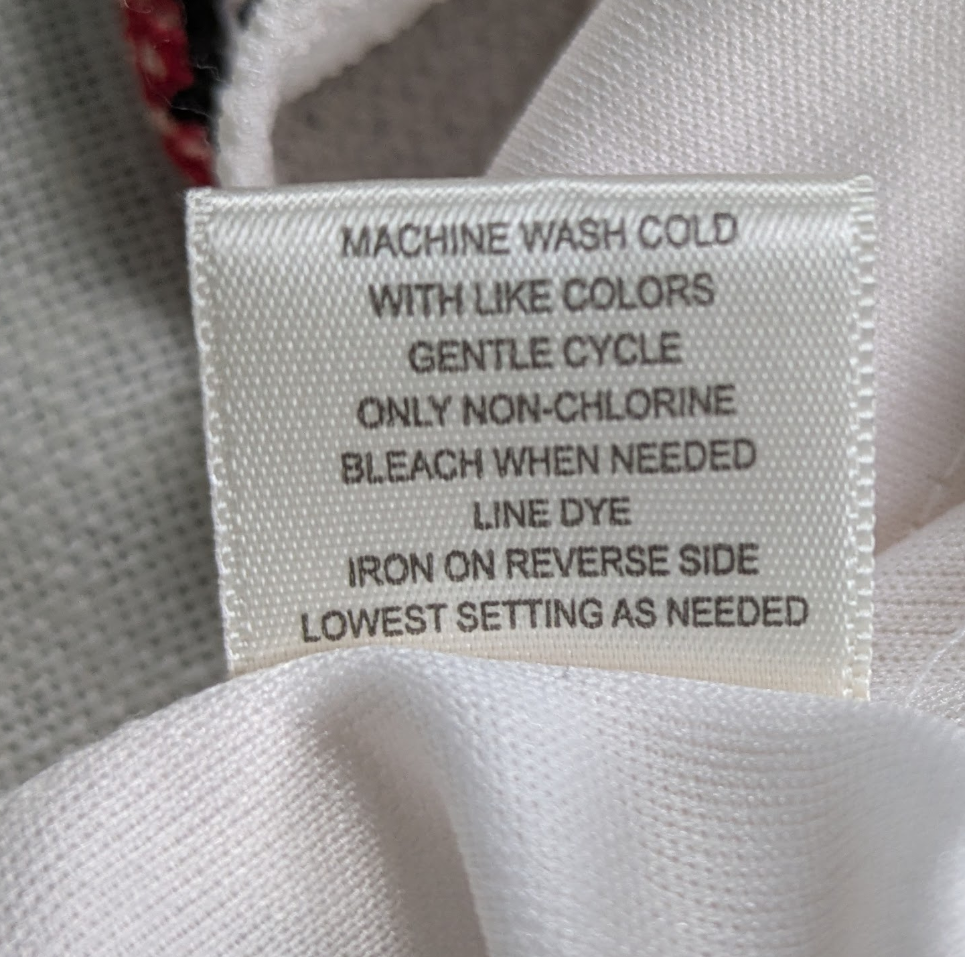 MACHINE WASH COLD
WITH LIKE COLORS
GENTLE CYCLE
ONLY NON-CHLORINE
BLEACH WHEN NEEDED
LINE DYE
IRON ON REVERSE SIDE
LOWEST SETTING AS NEEDED